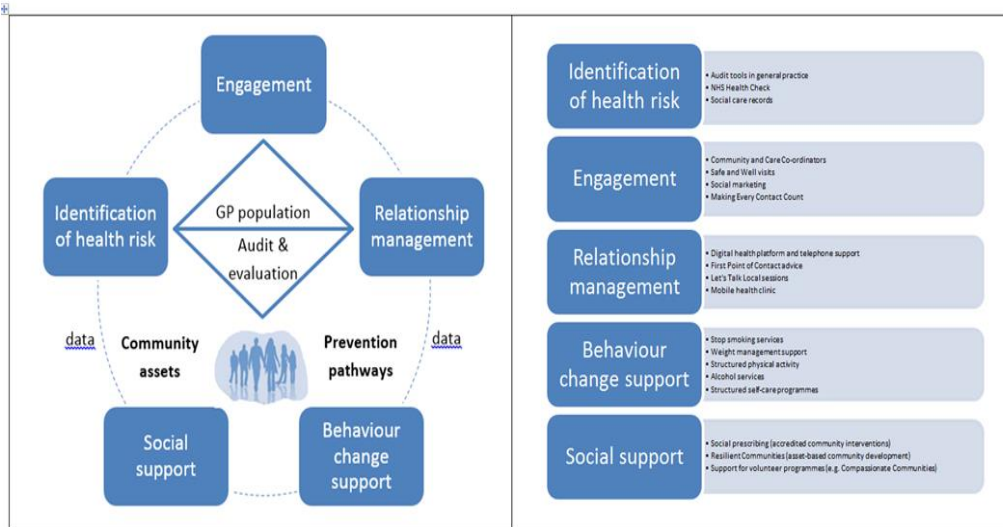 Engagement
Identification
of health risk
GP population
Audit &
evaluation
Relationship
management
data
Community
assets
Prevention
pathways
data
Social
support
Behaviour
change
support
Identification
of health risk
• Audit tools in general practice
• NHS Health Check
• Social care records
Engagement
• Community and Care Co-ordinators
• Safe and Well visits
• Social marketing
• Making Every Contact Count
Relationship
management
• Digital health platform and telephone support
• First Point of Contact advice
• Let's Talk Local sessions
• Mobile health clinic
Behaviour
change support
• Stop smoking services
• Weight management support
• Structured physical activity
• Alcohol services
• Structured self-care programmes
Social support
• Social prescribing (accredited community interventions)
• Resilient Communities (asset-based community development)
• Support for volunteer programmes (e.g. Compassionate Communities)